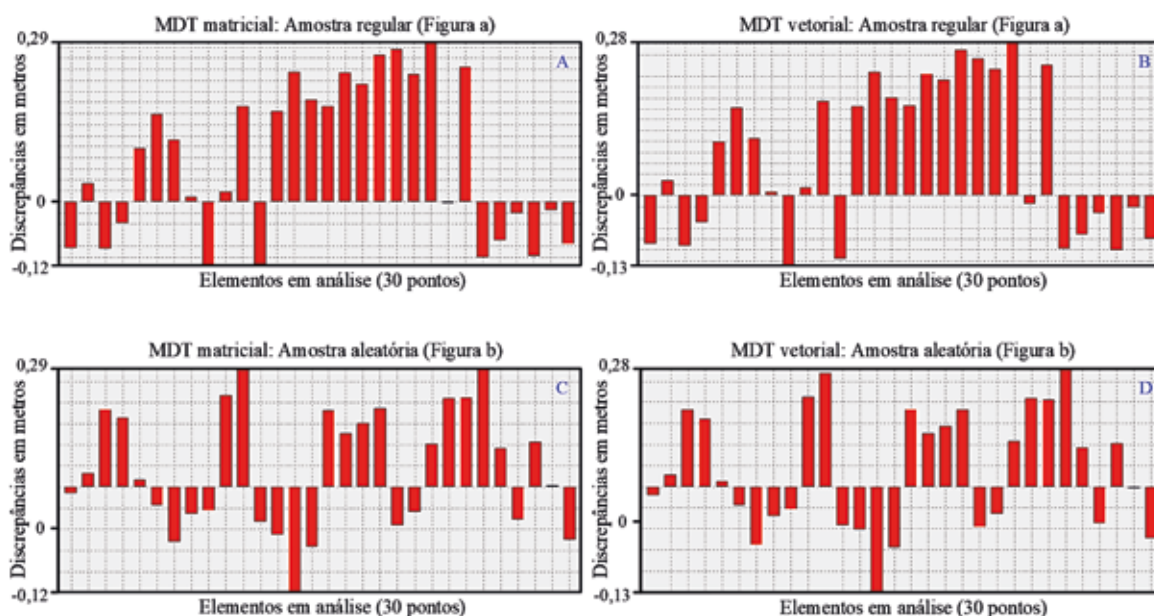 MDT matricial: Amostra regular (Figura a)
0,29
A
Discrepâncias em metros
0
-0,12
Elementos em análise (30 pontos)
MDT vetorial: Amostra regular (Figura a)
0,28
B
Discrepâncias em metros
0
-0,13
Elementos em análise (30 pontos)
MDT matricial: Amostra aleatória (Figura b)
0,29
C
Discrepâncias em metros
0
-0,12
Elementos em análise (30 pontos)
MDT vetorial: Amostra aleatória (Figura b)
0,28
D
Discrepâncias em metros
0
-0,13
Elementos em análise (30 pontos)